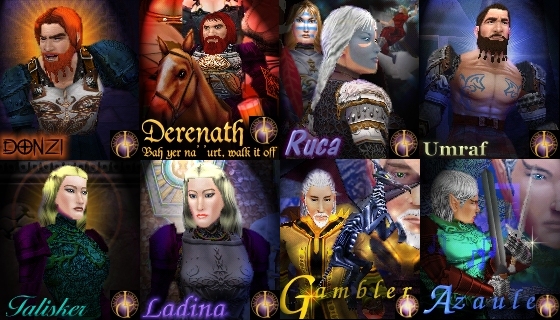 DONZI
Derenath
Bah yer na''urt, walk it off
Ruca
Umraf
Talisker
Ladina
Gambler
Azaule